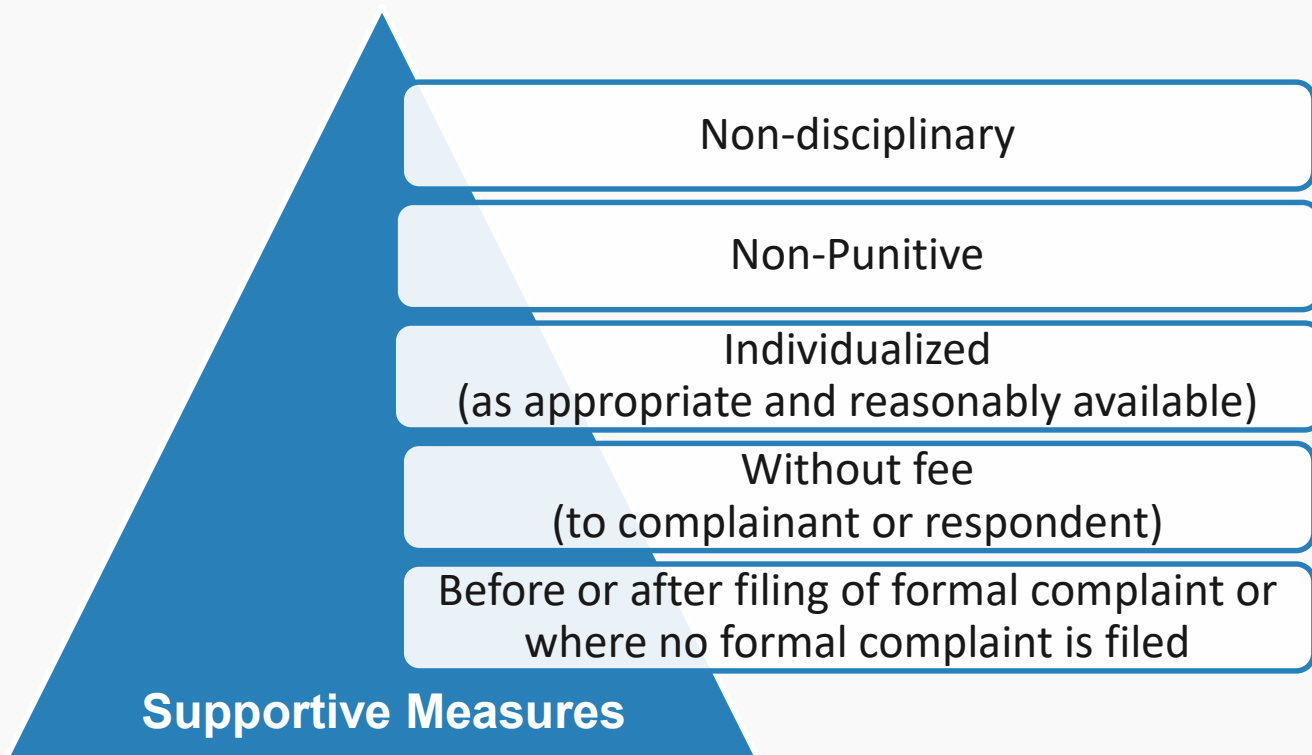 Non-disciplinary
Non-Punitive
Individualized
(as appropriate and reasonably available)
Without fee
(to complainant or respondent)
Before or after filing of formal complaint or
where no formal complaint is filed
Supportive Measures